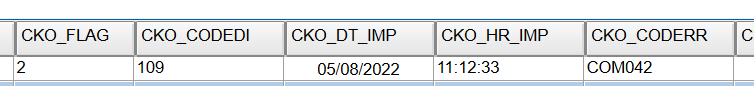 CKO_FLAG CKO_CODEDI CKO_DT_IMP CKO_HR_IMP CKO_CODERR
2 109 05/08/2022 11:12:33 COM042